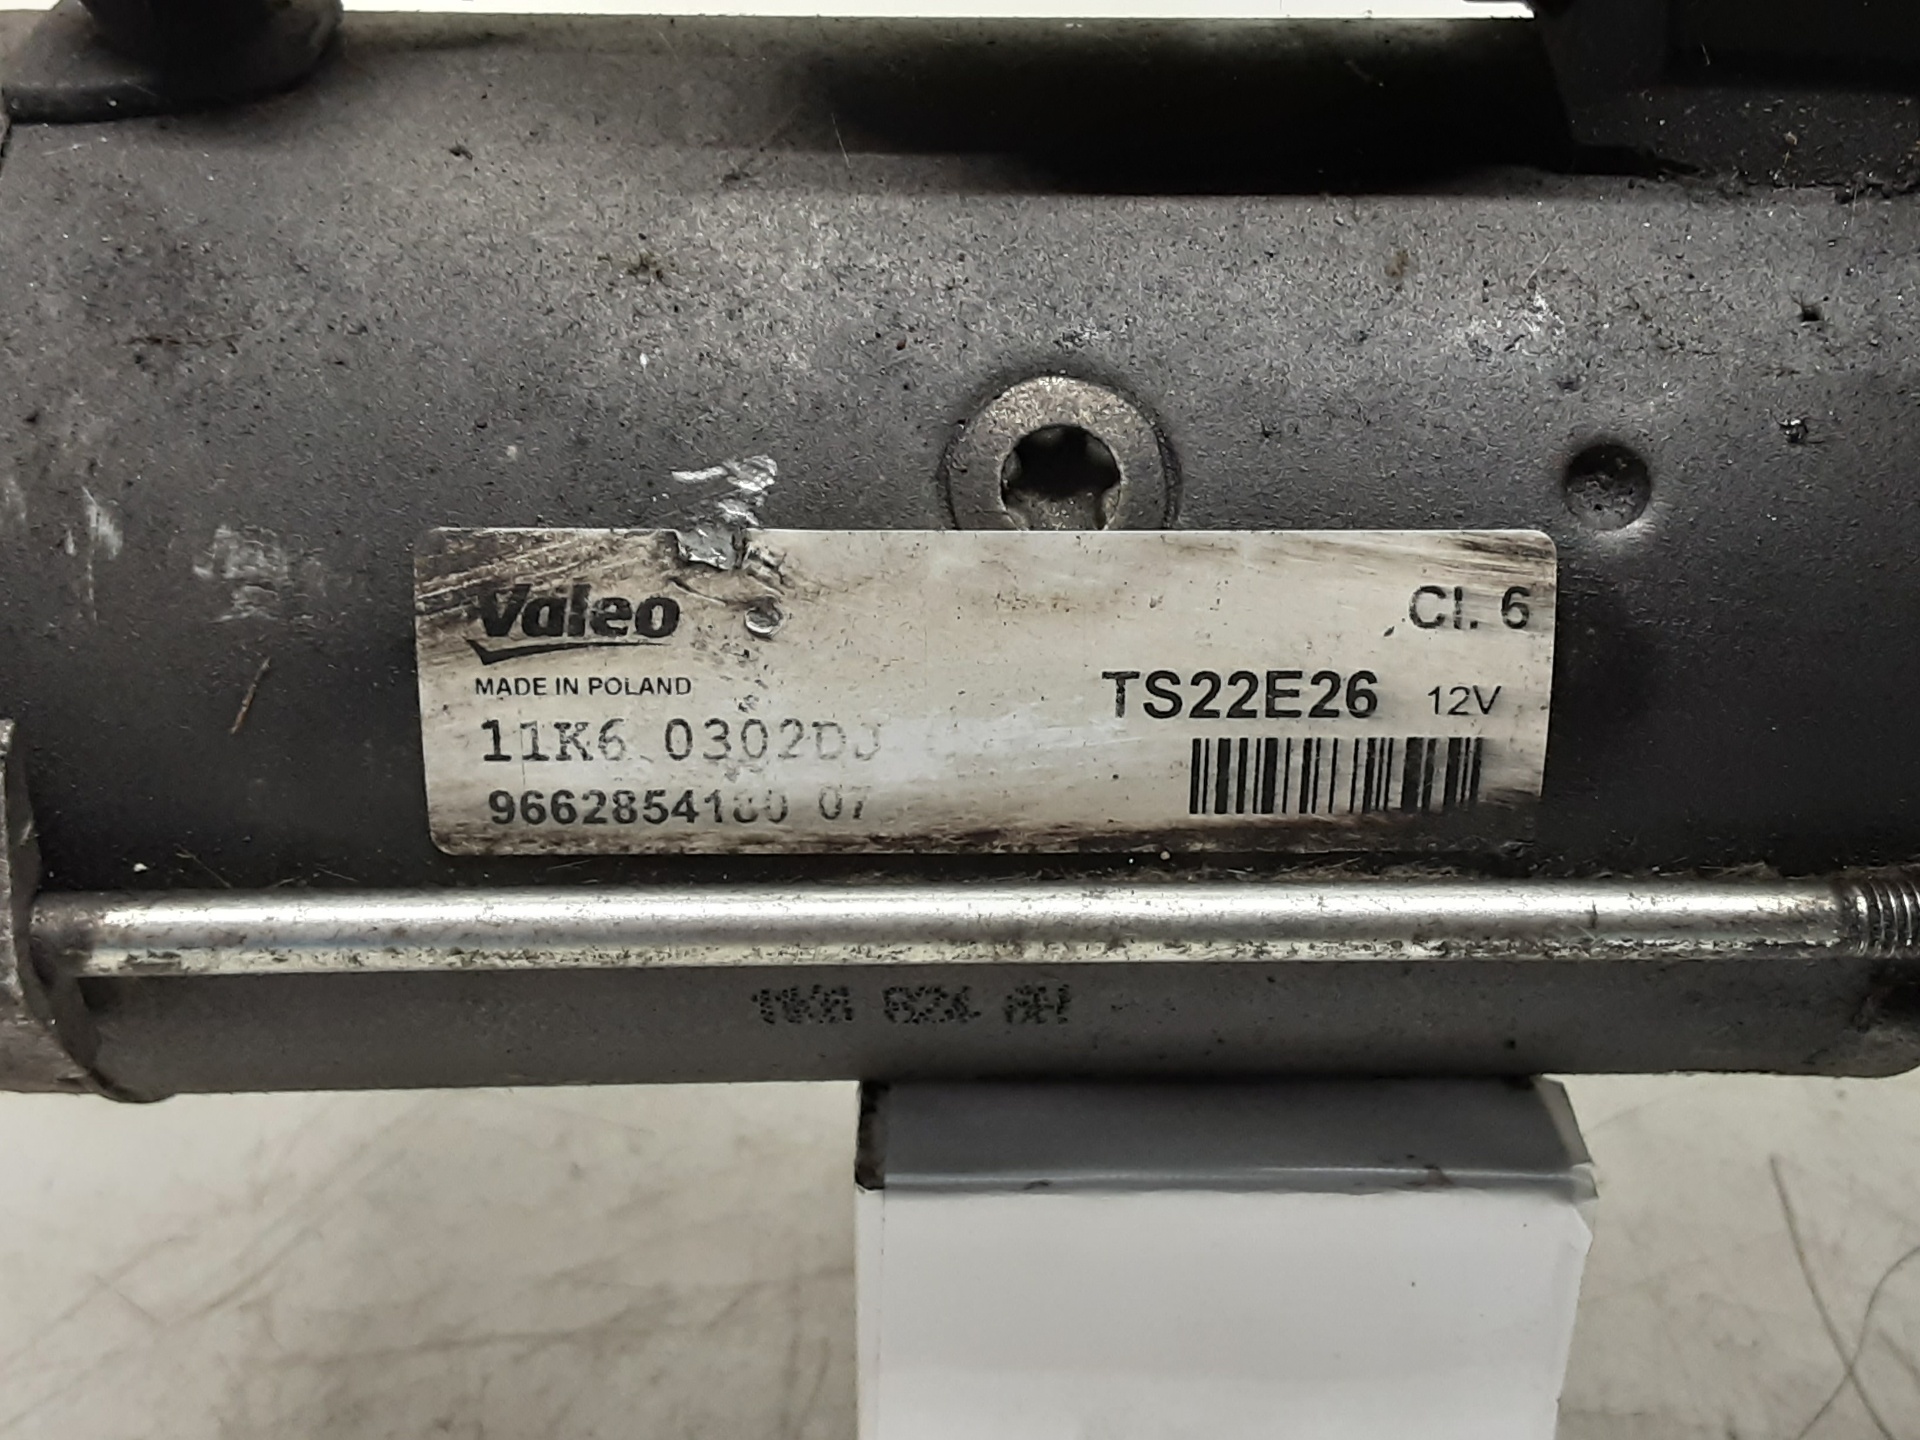 Valeo
Cl. 6
MADE IN POLAND
TS22E26 12V
11K6 0302DJ
9662854180 07